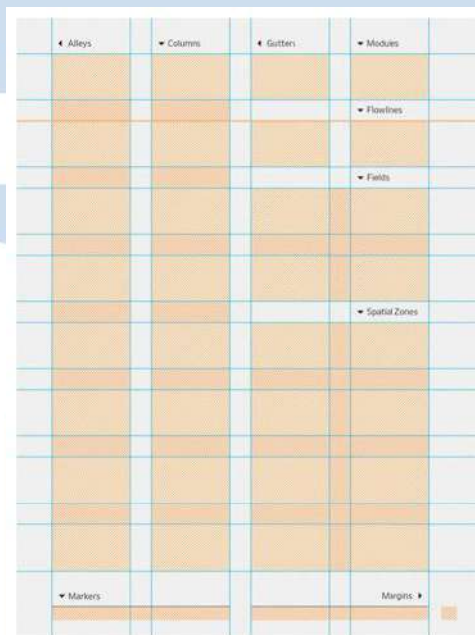 Alleys
Columns
Gutters
Modules
Flowlines
Fields
Spatial Zones
Markers
Margins